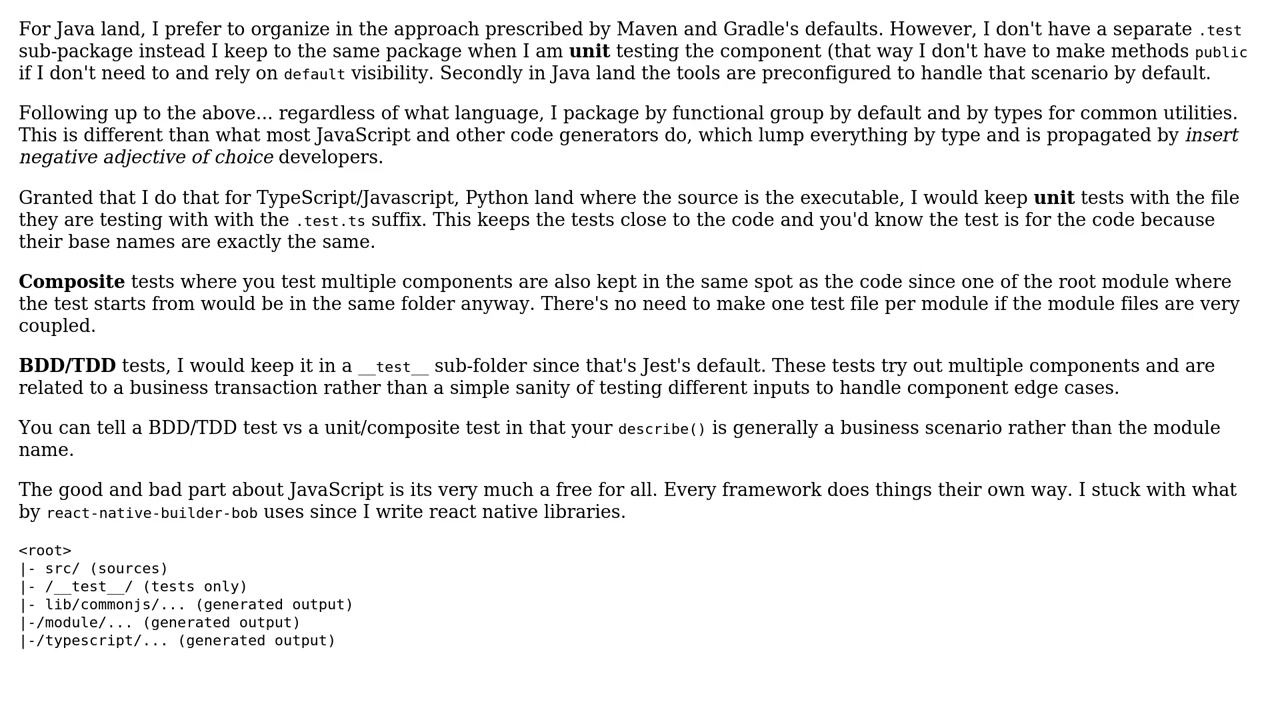 For Java land, I prefer to organize in the approach prescribed by Maven and Gradle's defaults. However, I don't have a separate .test
sub-package instead I keep to the same package when I am unit testing the component (that way I don't have to make methods public
if I don't need to and rely on default visibility. Secondly in Java land the tools are preconfigured to handle that scenario by default.
Following up to the above... regardless of what language, I package by functional group by default and by types for common utilities.
This is different than what most JavaScript and other code generators do, which lump everything by type and is propagated by insert
negative adjective of choice developers.
Granted that I do that for TypeScript/Javascript, Python land where the source is the executable, I would keep unit tests with the file
they are testing with with the .test.ts suffix. This keeps the tests close to the code and you'd know the test is for the code because
their base names are exactly the same.
Composite tests where you test multiple components are also kept in the same spot as the code since one of the root module where
the test starts from would be in the same folder anyway. There's no need to make one test file per module if the module files are very
coupled.
BDD/TDD tests, I would keep it in a __test__ sub-folder since that's Jest's default. These tests try out multiple components and are
related to a business transaction rather than a simple sanity of testing different inputs to handle component edge cases.
You can tell a BDD/TDD test vs a unit/composite test in that your describe() is generally a business scenario rather than the module
name.
The good and bad part about JavaScript is its very much a free for all. Every framework does things their own way. I stuck with what
by react-native-builder-bob uses since I write react native libraries.
<root>
|- src/ (sources)
|- /__test__/ (tests only)
|- lib/commonjs/... (generated output)
|-/module/... (generated output)
|-/typescript/... (generated output)